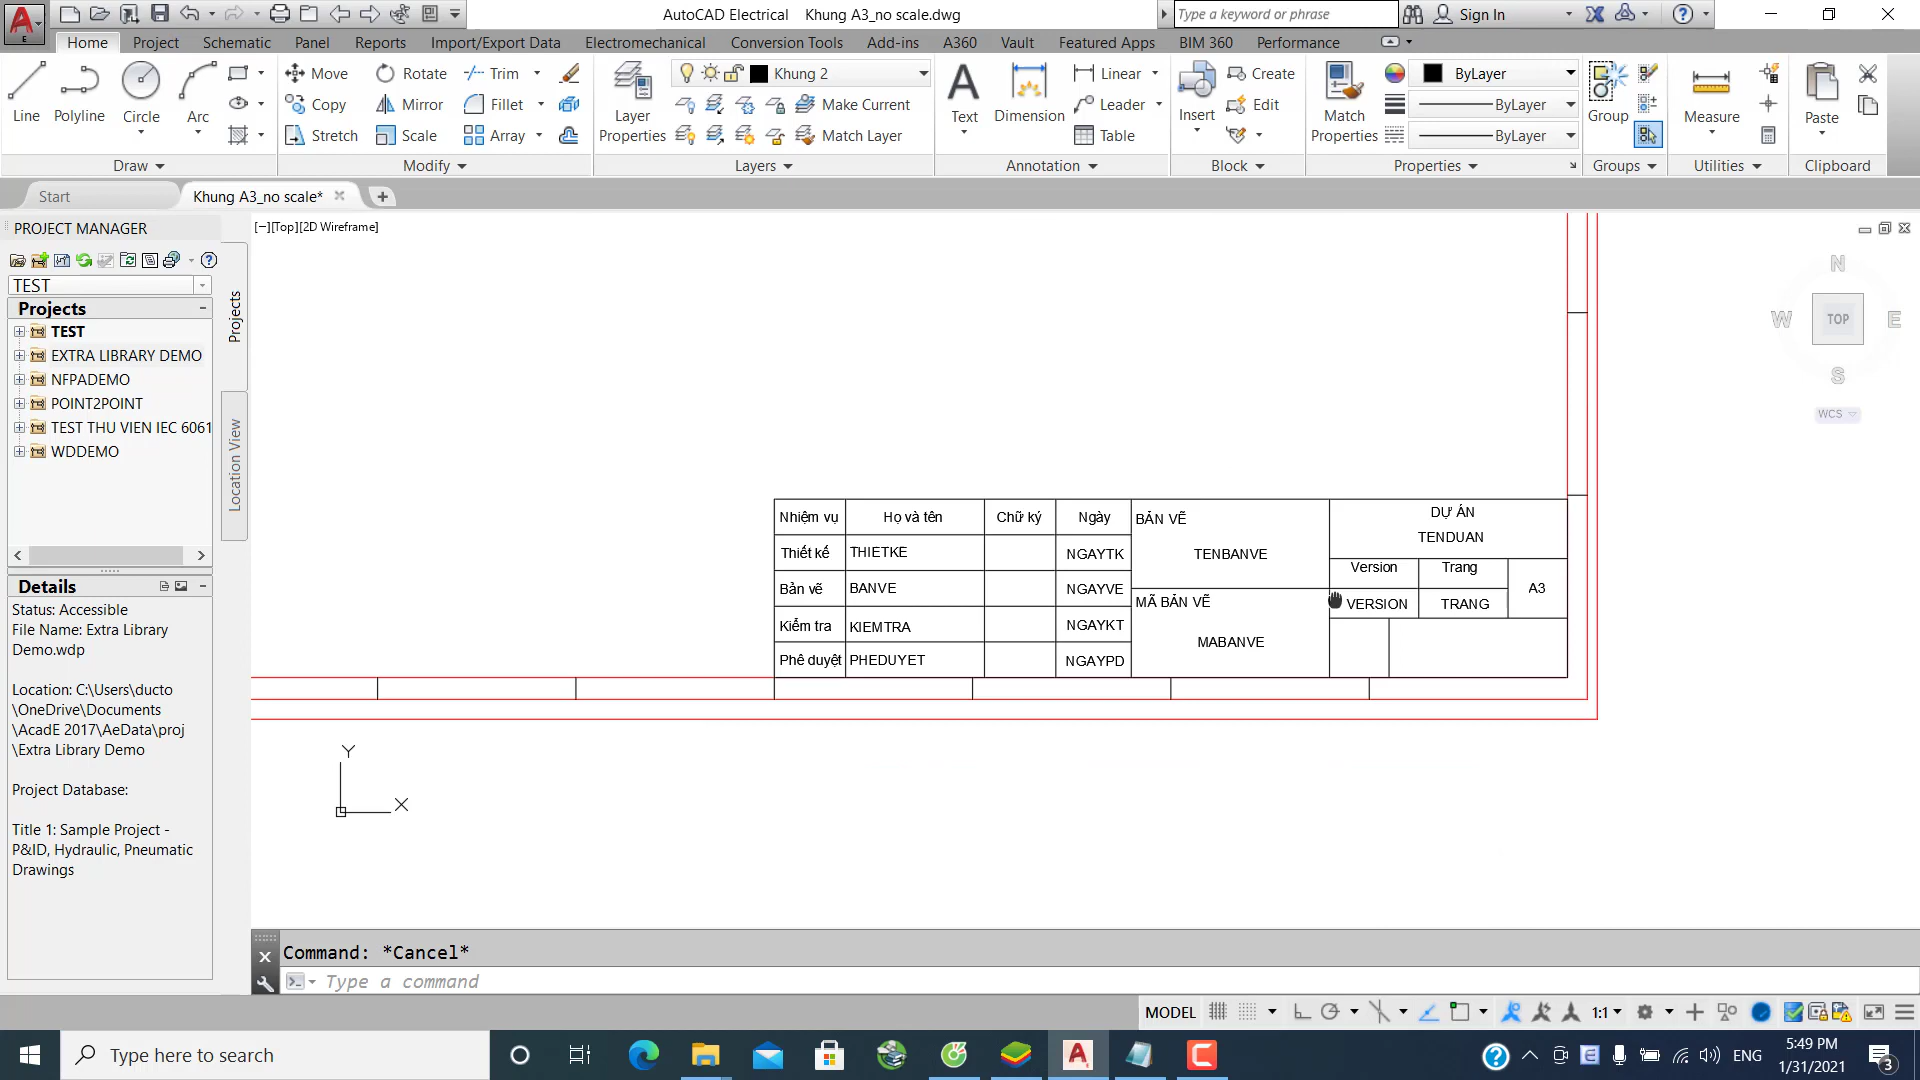 AutoCAD Electrical Khung A3_no scale.dwg
Type a keyword or phrase
Sign In
Home Project Schematic Panel Reports Import/Export Data Electromechanical Conversion Tools Add-ins A360 Vault Featured Apps BIM 360 Performance
Line Polyline Circle Arc
Move Rotate Trim
Copy Mirror Fillet
Stretch Scale Array
Layer Properties
Khung 2
Make Current
Match Layer
Text Dimension
Linear
Leader
Table
Insert
Create
Edit
Match Properties
ByLayer
ByLayer
ByLayer
Group
Measure
Paste
Draw Modify Layers Annotation Block Properties Groups Utilities Clipboard
Start Khung A3_no scale*
PROJECT MANAGER
TEST
Projects
TEST
EXTRA LIBRARY DEMO
NFPADEMO
POINT2POINT
TEST THU VIEN IEC 6061
WDDEMO
Projects
Location View
Details
Status: Accessible
File Name: Extra Library
Demo.wdp
Location: C:\Users\ducto
\OneDrive\Documents
\AcadE 2017\AeData\proj
\Extra Library Demo
Project Database:
Title 1: Sample Project -
P&ID, Hydraulic, Pneumatic
Drawings
[−][Top][2D Wireframe]
N
W TOP E
S
WCS
Nhiệm vụ Họ và tên Chữ ký Ngày
Thiết kế THIETKE NGAYTK
Bản vẽ BANVE NGAYVE
Kiểm tra KIEMTRA NGAYKT
Phê duyệt PHEDUYET NGAYPD
BẢN VẼ
TENBANVE
MÃ BẢN VẼ
MABANVE
DỰ ÁN
TENDUAN
Version Trang
A3
VERSION TRANG
Y
X
Command: *Cancel*
Type a command
MODEL
1:1
Type here to search
ENG
5:49 PM
1/31/2021
3